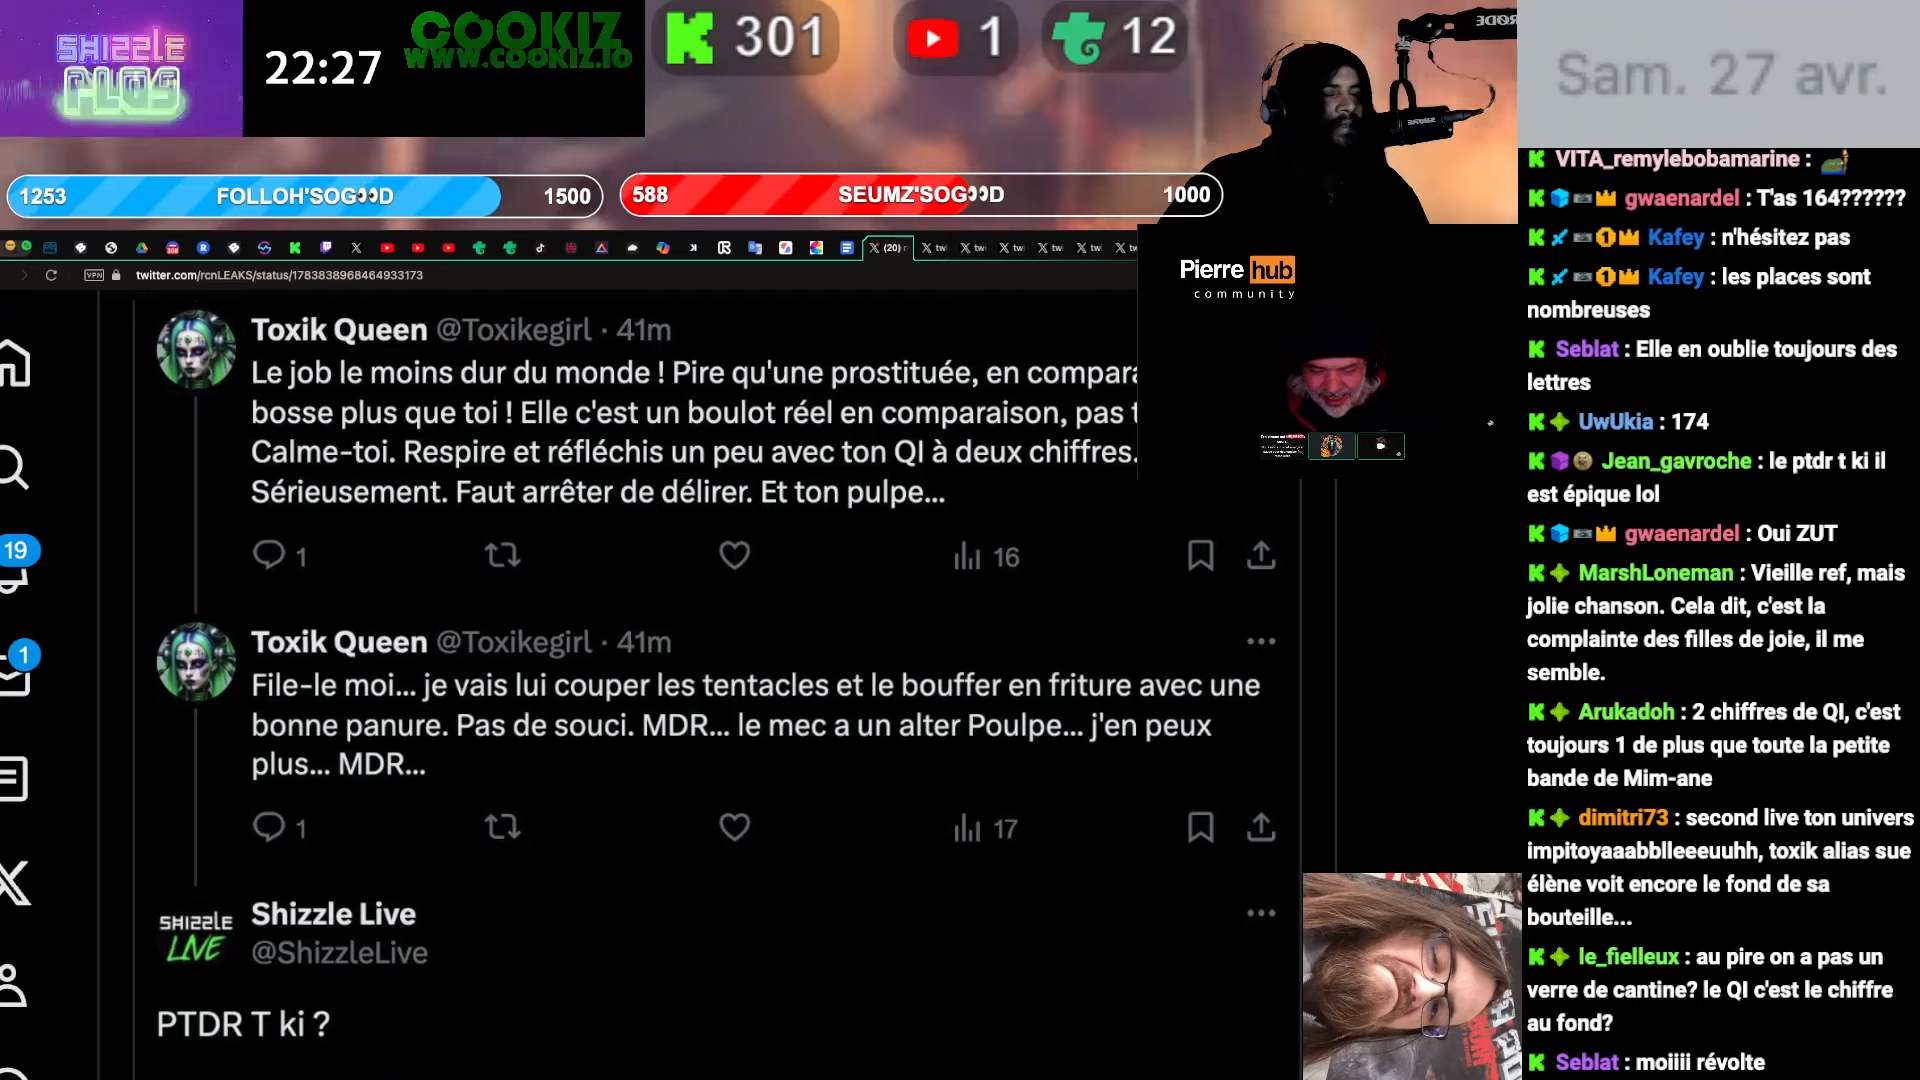 SHIZZLE
PLUS
22:27
COOKIZ
WWW.COOKIZ.IO
301
1
12
Sam. 27 avr.
1253 FOLLOH'SOG👀D 1500
588 SEUMZ'SOG👀D 1000
(20)
twi
twi
twi
twi
twi
VPN
twitter.com/rcnLEAKS/status/1783838968464933173
Pierre hub
community
Toxik Queen @Toxikegirl · 41m
Le job le moins dur du monde ! Pire qu'une prostituée, en compara
bosse plus que toi ! Elle c'est un boulot réel en comparaison, pas
Calme-toi. Respire et réfléchis un peu avec ton QI à deux chiffres.
Sérieusement. Faut arrêter de délirer. Et ton pulpe...
1
16
19
1
Toxik Queen @Toxikegirl · 41m
File-le moi... je vais lui couper les tentacles et le bouffer en friture avec une
bonne panure. Pas de souci. MDR... le mec a un alter Poulpe... j'en peux
plus... MDR...
1
17
SHIZZLE
LIVE
Shizzle Live
@ShizzleLive
PTDR T ki ?
VITA_remylebobamarine :
gwaenardel : T'as 164??????
Kafey : n'hésitez pas
Kafey : les places sont
nombreuses
Seblat : Elle en oublie toujours des
lettres
UwUkia : 174
Jean_gavroche : le ptdr t ki il
est épique lol
gwaenardel : Oui ZUT
MarshLoneman : Vieille ref, mais
jolie chanson. Cela dit, c'est la
complainte des filles de joie, il me
semble.
Arukadoh : 2 chiffres de QI, c'est
toujours 1 de plus que toute la petite
bande de Mim-ane
dimitri73 : second live ton univers
impitoyaaabblleeeuuhh, toxik alias sue
élène voit encore le fond de sa
bouteille...
le_fielleux : au pire on a pas un
verre de cantine? le QI c'est le chiffre
au fond?
Seblat : moiiii révolte